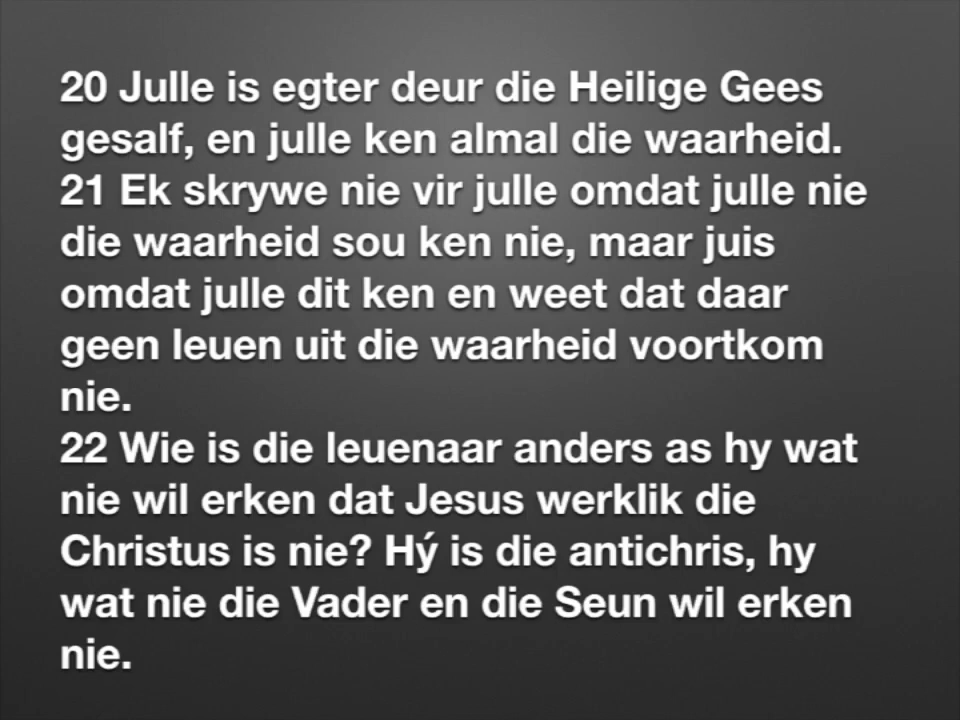 20 Julle is egter deur die Heilige Gees
gesalf, en julle ken almal die waarheid.
21 Ek skrywe nie vir julle omdat julle nie
die waarheid sou ken nie, maar juis
omdat julle dit ken en weet dat daar
geen leuen uit die waarheid voortkom
nie.
22 Wie is die leuenaar anders as hy wat
nie wil erken dat Jesus werklik die
Christus is nie? Hý is die antichris, hy
wat nie die Vader en die Seun wil erken
nie.